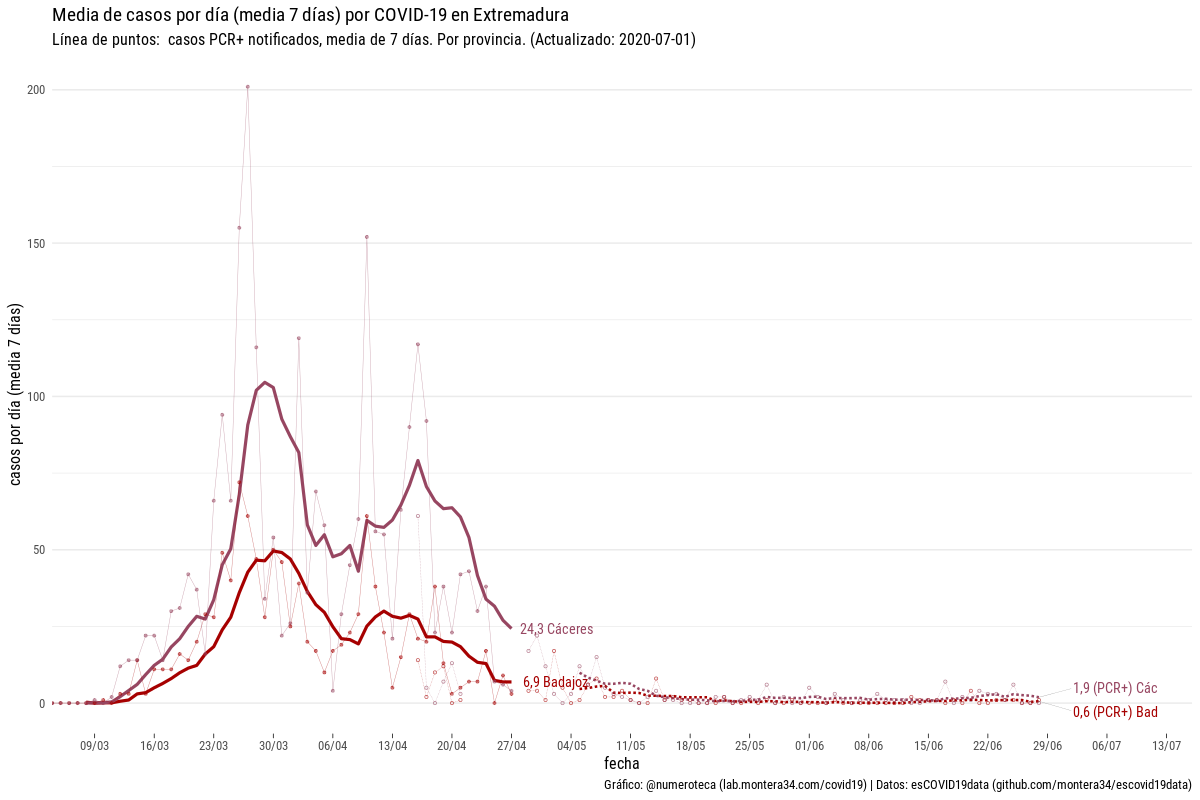 Media de casos por día (media 7 días) por COVID-19 en Extremadura
Línea de puntos:  casos PCR+ notificados, media de 7 días. Por provincia. (Actualizado: 2020-07-01)
casos por día (media 7 días)
200
150
100
50
0
24,3 Cáceres
6,9 Badajoz
1,9 (PCR+) Các
0,6 (PCR+) Bad
09/03 16/03 23/03 30/03 06/04 13/04 20/04 27/04 04/05 11/05 18/05 25/05 01/06 08/06 15/06 22/06 29/06 06/07 13/07
fecha
Gráfico: @numeroteca (lab.montera34.com/covid19) | Datos: esCOVID19data (github.com/montera34/escovid19data)